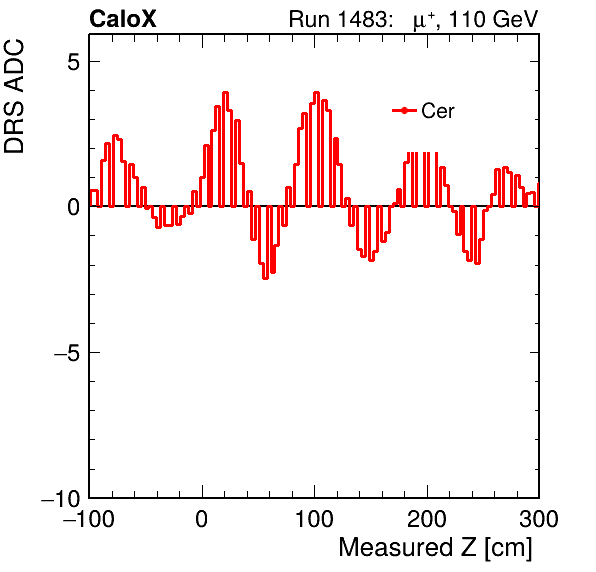 CaloX Run 1483: μ⁺, 110 GeV
DRS ADC
Cer
5
0
−5
−10
−100 0 100 200 300
Measured Z [cm]